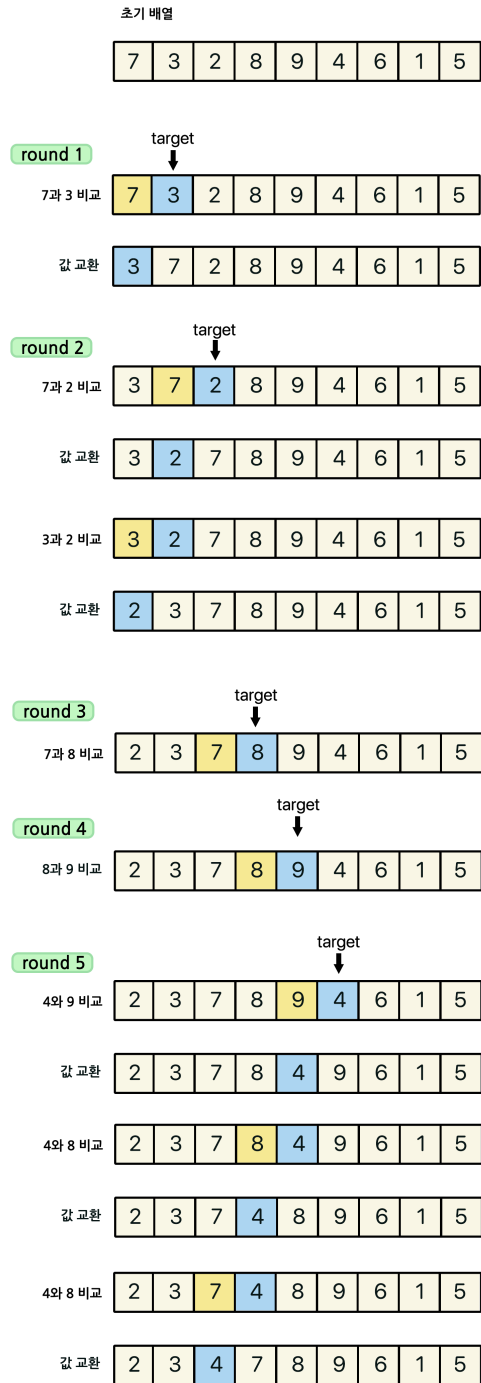 초기 배열
7 3 2 8 9 4 6 1 5
target
round 1
7과 3 비교 7 3 2 8 9 4 6 1 5
값 교환 3 7 2 8 9 4 6 1 5
target
round 2
7과 2 비교 3 7 2 8 9 4 6 1 5
값 교환 3 2 7 8 9 4 6 1 5
3과 2 비교 3 2 7 8 9 4 6 1 5
값 교환 2 3 7 8 9 4 6 1 5
target
round 3
7과 8 비교 2 3 7 8 9 4 6 1 5
target
round 4
8과 9 비교 2 3 7 8 9 4 6 1 5
target
round 5
4와 9 비교 2 3 7 8 9 4 6 1 5
값 교환 2 3 7 8 4 9 6 1 5
4와 8 비교 2 3 7 8 4 9 6 1 5
값 교환 2 3 7 4 8 9 6 1 5
4와 8 비교 2 3 7 4 8 9 6 1 5
값 교환 2 3 4 7 8 9 6 1 5